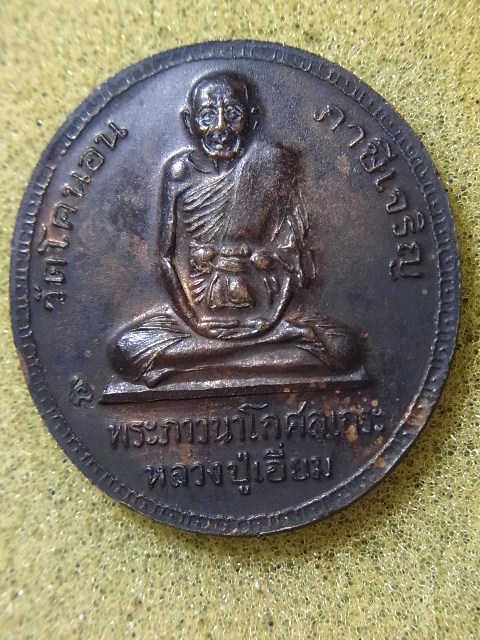 วัดโคนอน
ภาษีเจริญ
พระภาวนาโกศลเถระ
หลวงปู่เอี่ยม